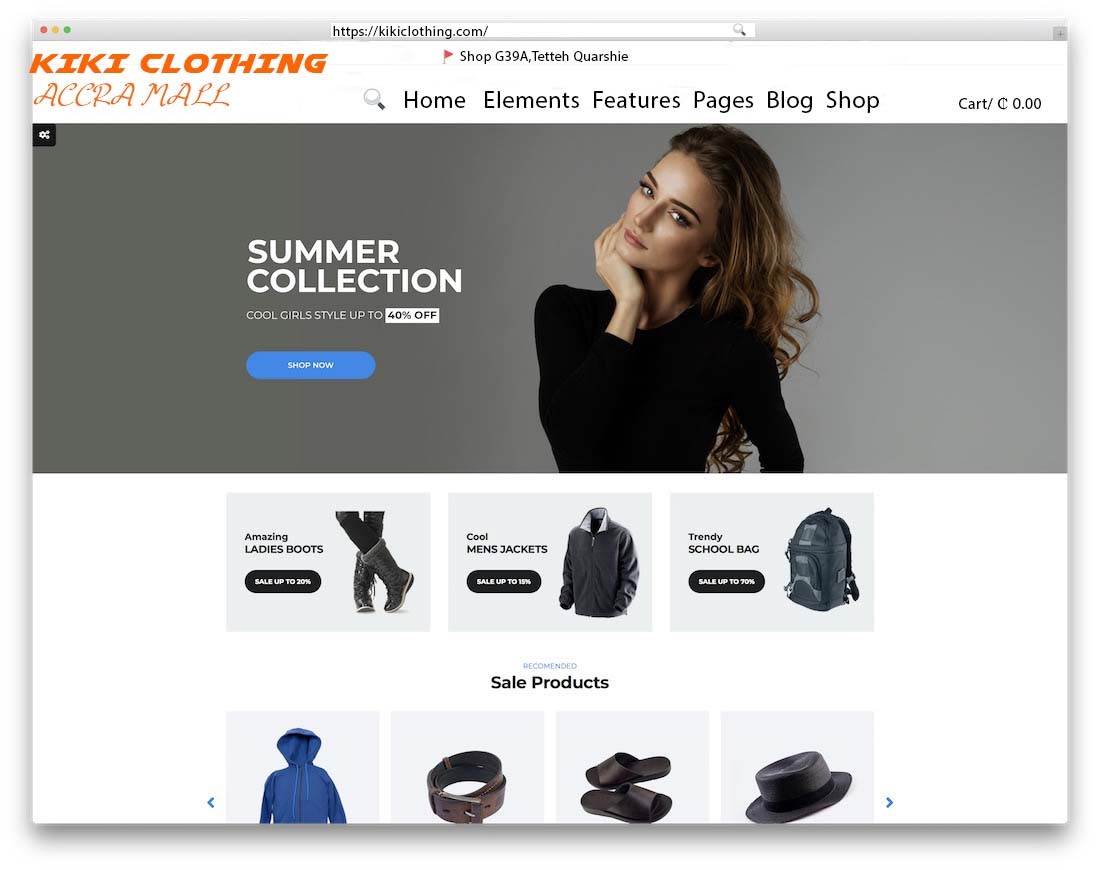 https://kikiclothing.com/
KIKI CLOTHING
ACCRA MALL
Shop G39A,Tetteh Quarshie
Home Elements Features Pages Blog Shop
Cart/ ₵ 0.00
SUMMER
COLLECTION
COOL GIRLS STYLE UP TO 40% OFF
SHOP NOW
Amazing
LADIES BOOTS
SALE UP TO 20%
Cool
MENS JACKETS
SALE UP TO 15%
Trendy
SCHOOL BAG
SALE UP TO 70%
RECOMENDED
Sale Products